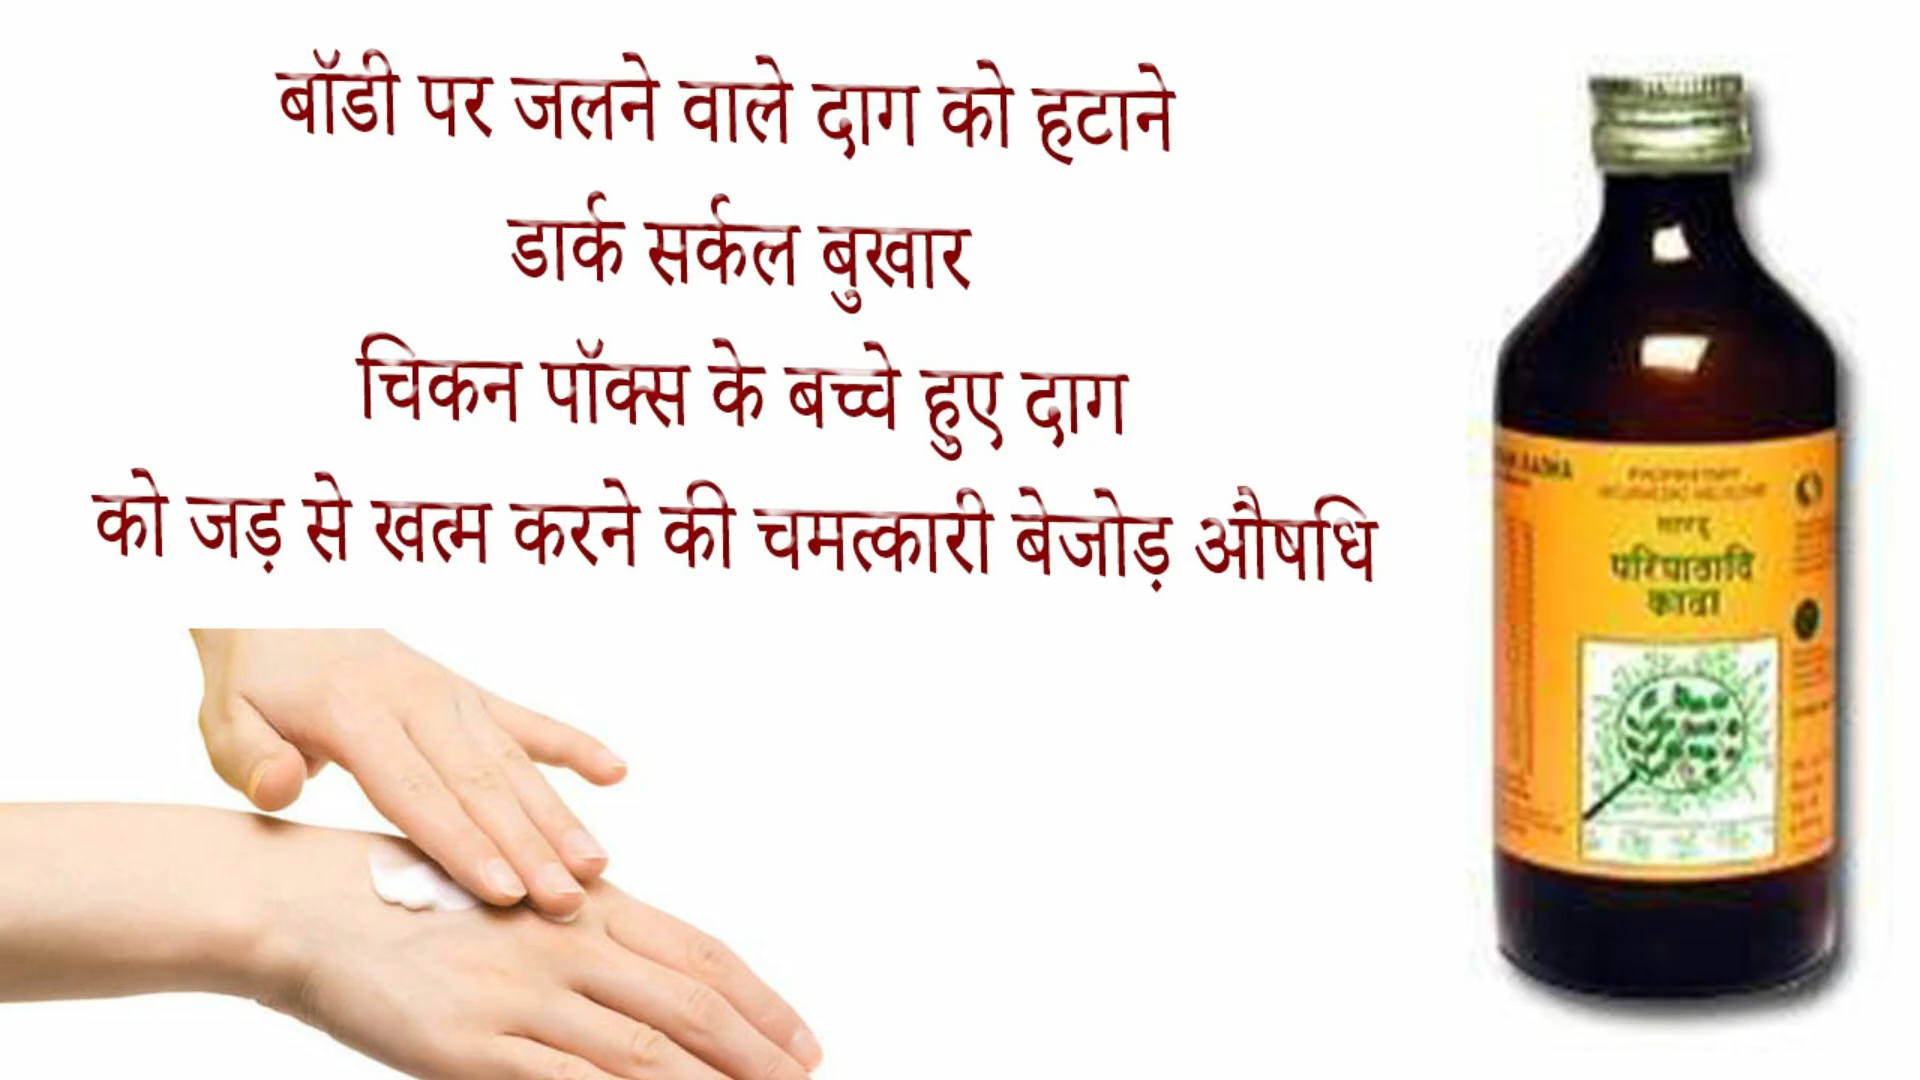 बॉडी पर जलने वाले दाग को हटाने
डार्क सर्कल बुखार
चिकन पॉक्स के बच्चे हुए दाग
को जड़ से खत्म करने की चमत्कारी बेजोड़ औषधि
परिपाठादि
काढा